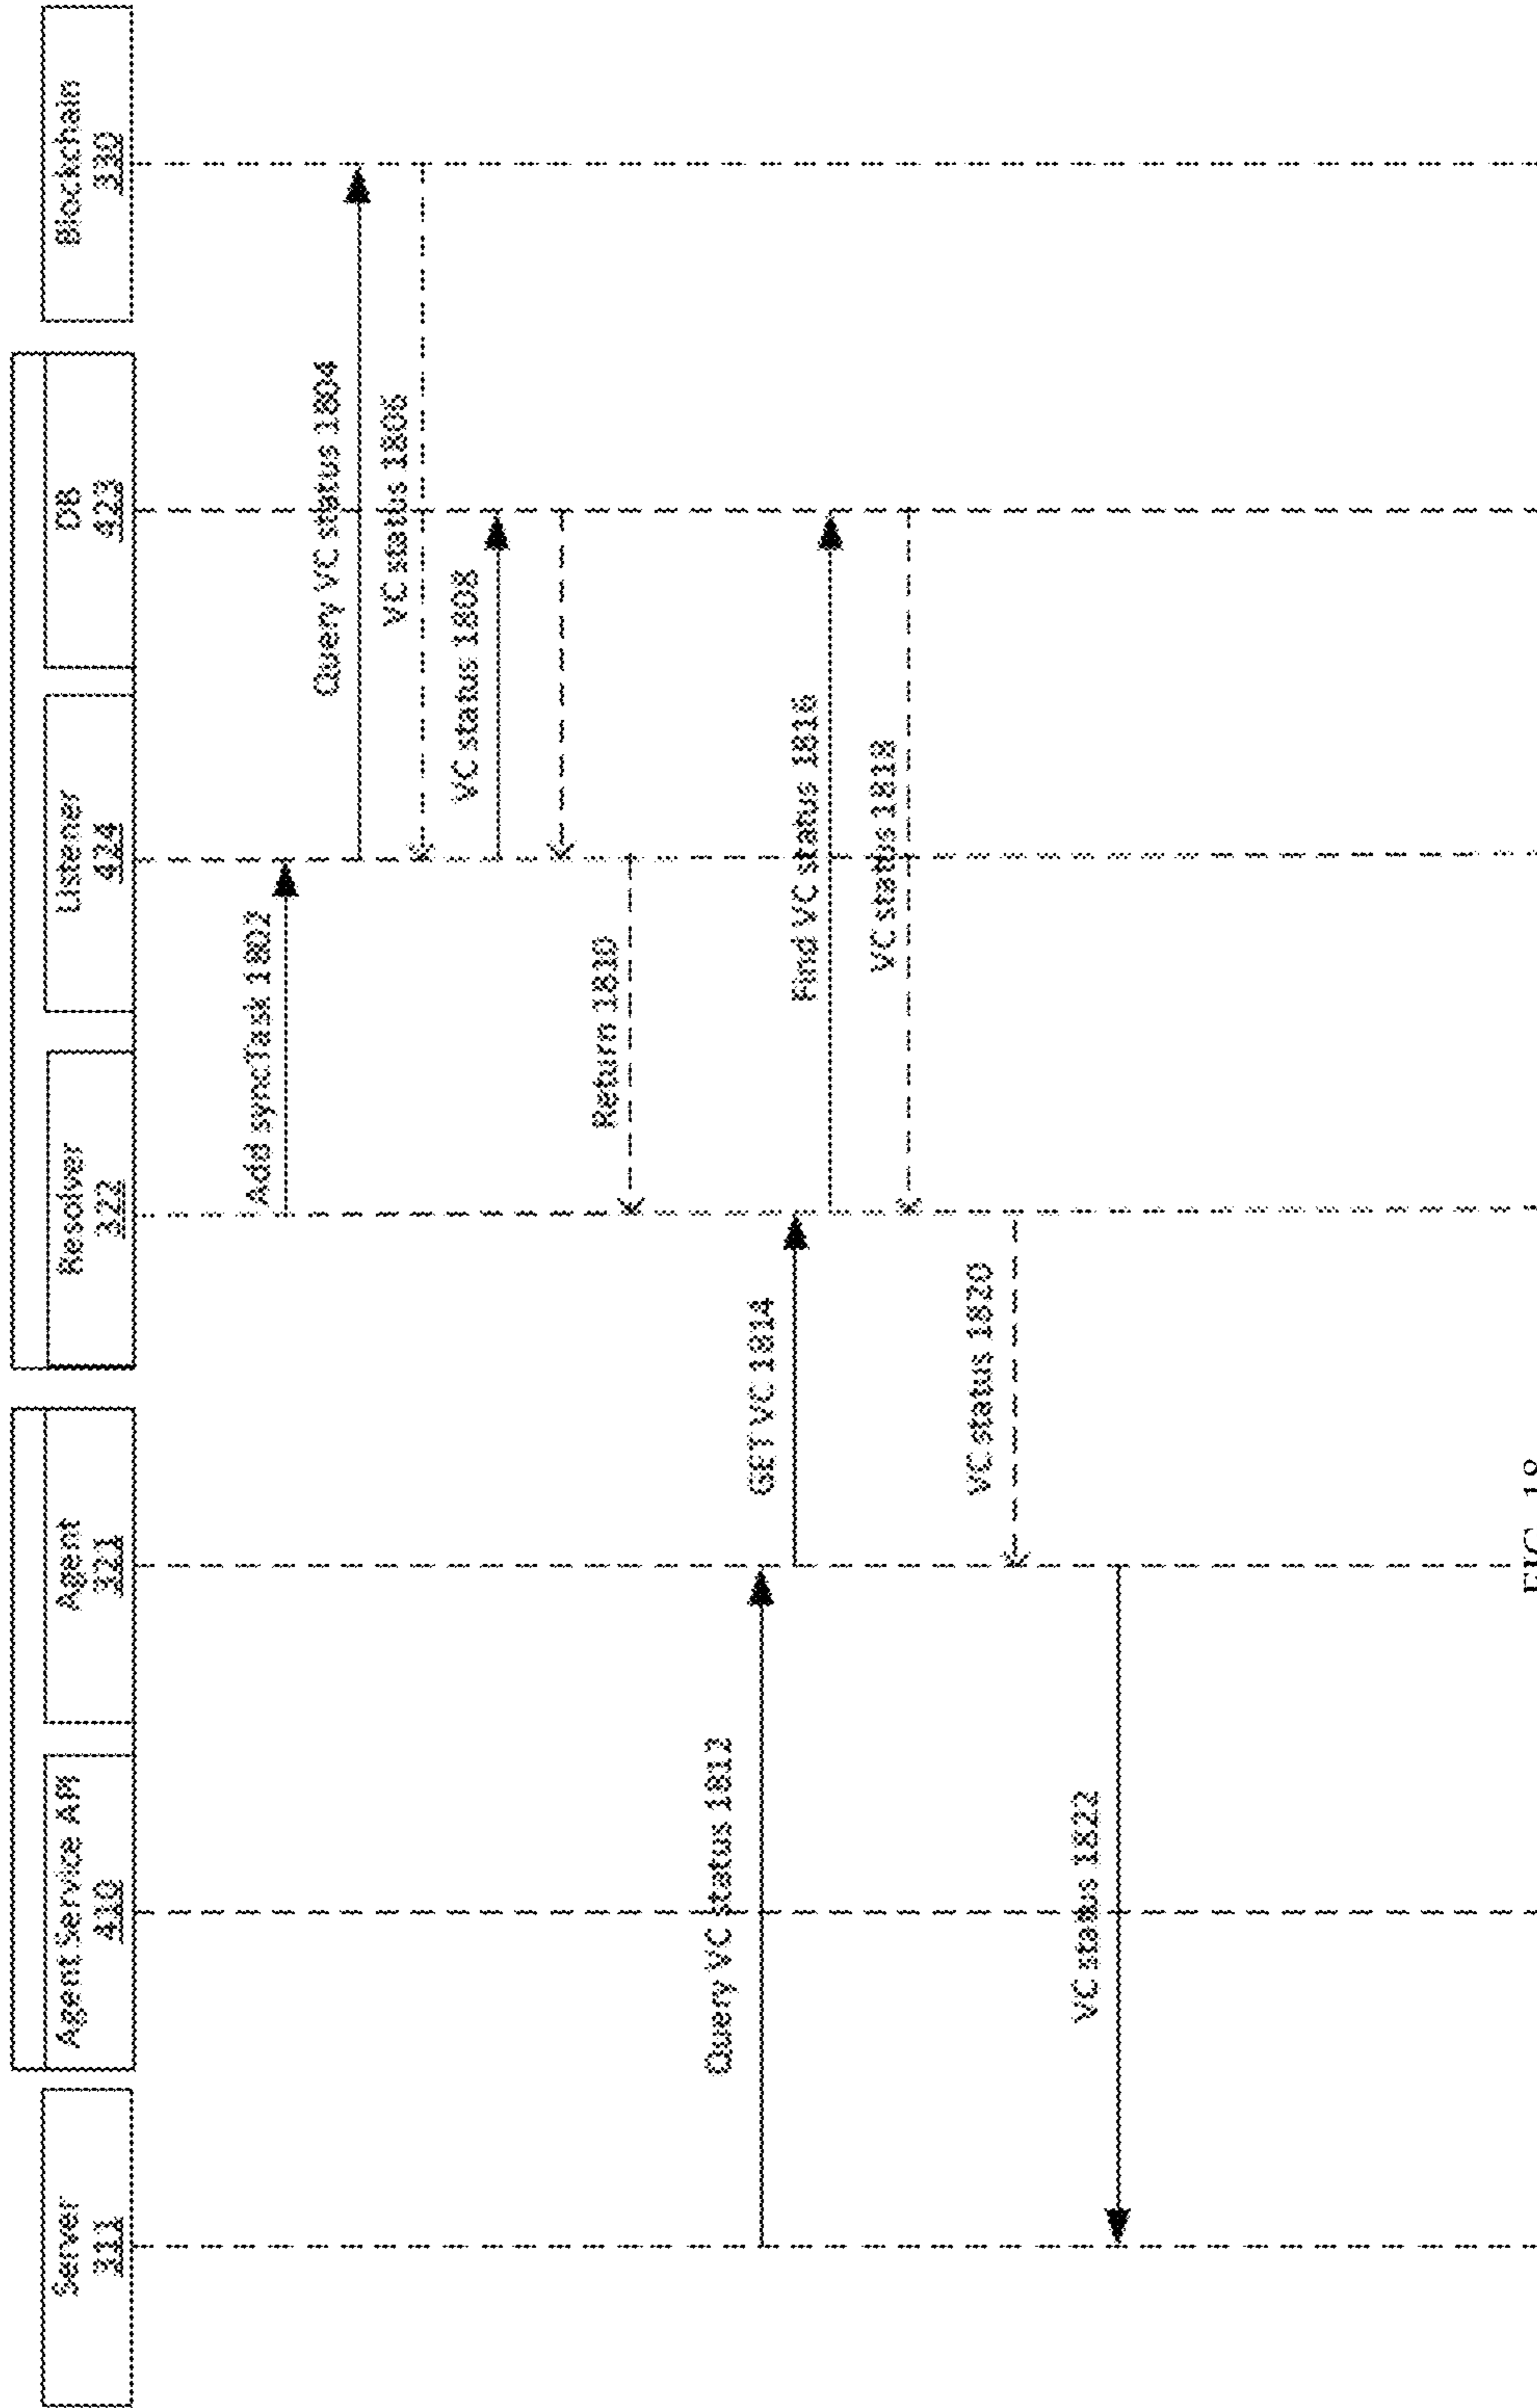 Server
311
Agent Service API
410
Agent
321
Resolver
322
Listener
424
DB
423
Blockchain
330
Add syncTask 1802
Query VC status 1804
VC status 1806
VC status 1808
Return 1810
Query VC status 1812
GET VC 1814
Find VC status 1816
VC status 1818
VC status 1820
VC status 1822
FIG. 18